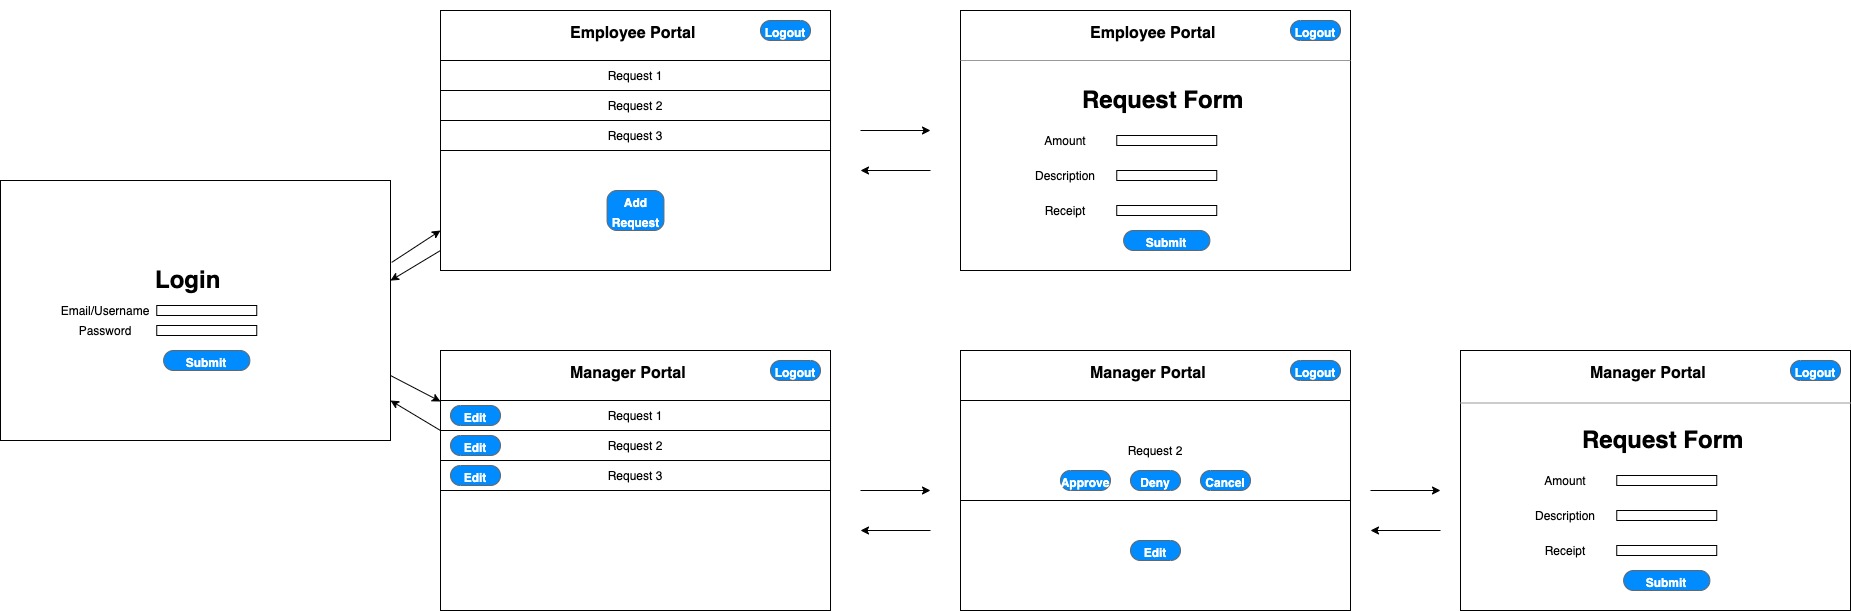 Login
Email/Username
Password
Submit
Employee Portal
Logout
Request 1
Request 2
Request 3
Add
Request
Employee Portal
Logout
Request Form
Amount
Description
Receipt
Submit
Manager Portal
Logout
Edit
Request 1
Edit
Request 2
Edit
Request 3
Manager Portal
Logout
Request 2
Approve
Deny
Cancel
Edit
Manager Portal
Logout
Request Form
Amount
Description
Receipt
Submit